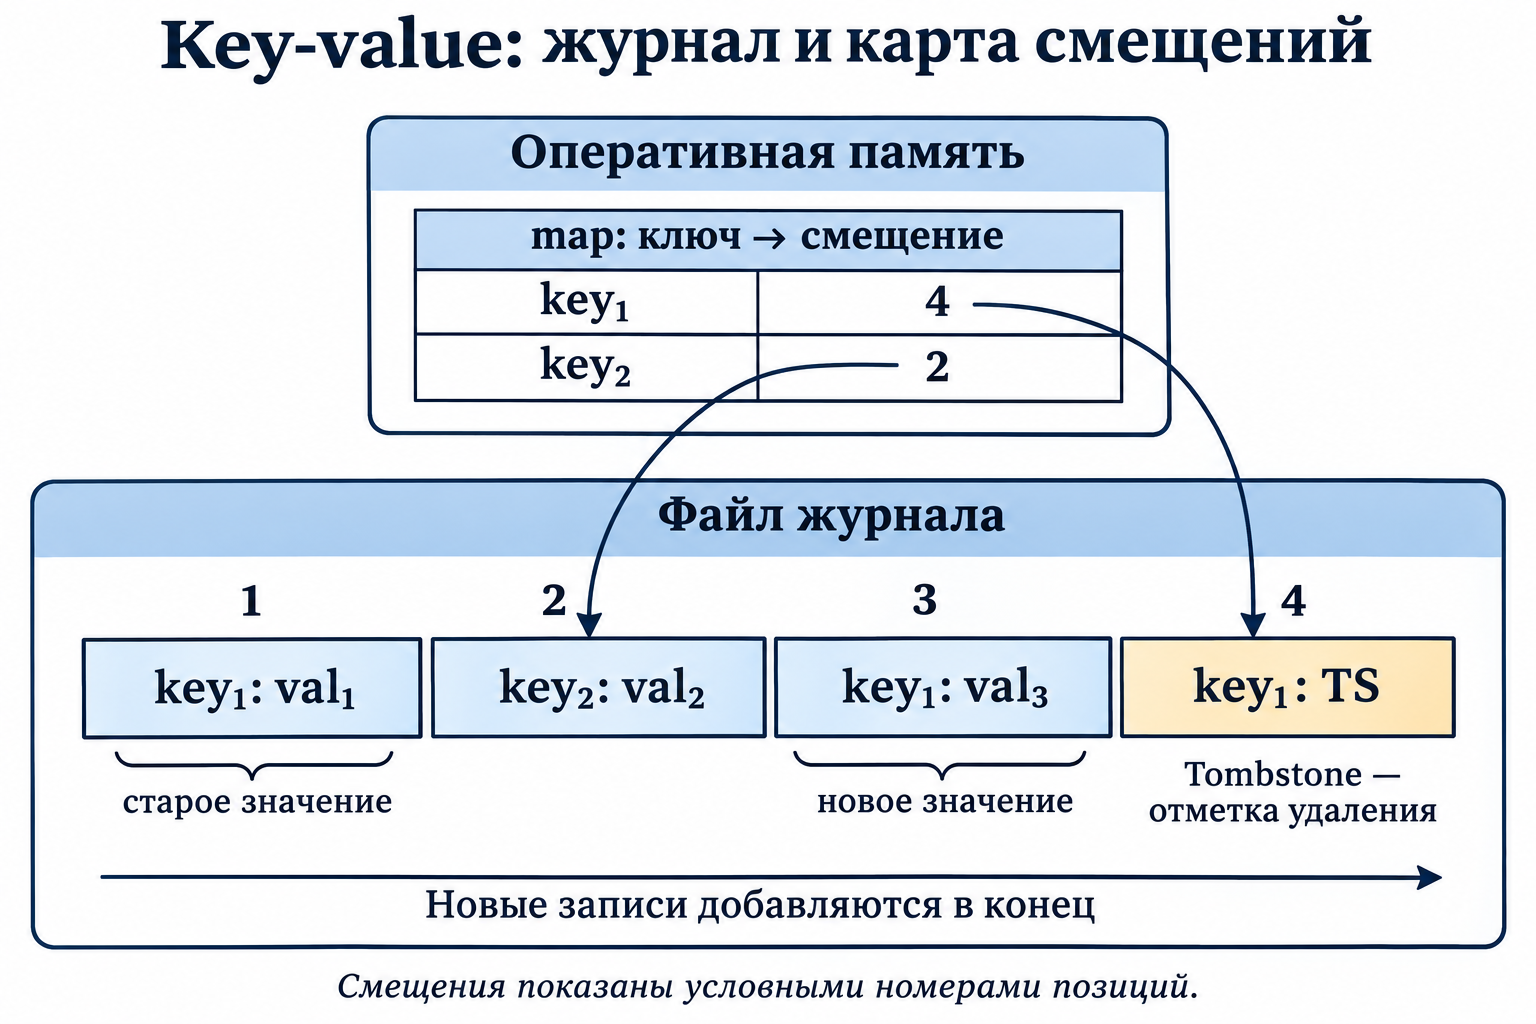 Key-value: журнал и карта смещений
Оперативная память
map: ключ → смещение
key₁ 4
key₂ 2
Файл журнала
1 2 3 4
key₁: val₁ key₂: val₂ key₁: val₃ key₁: TS
старое значение
новое значение
Tombstone —
отметка удаления
Новые записи добавляются в конец
Смещения показаны условными номерами позиций.